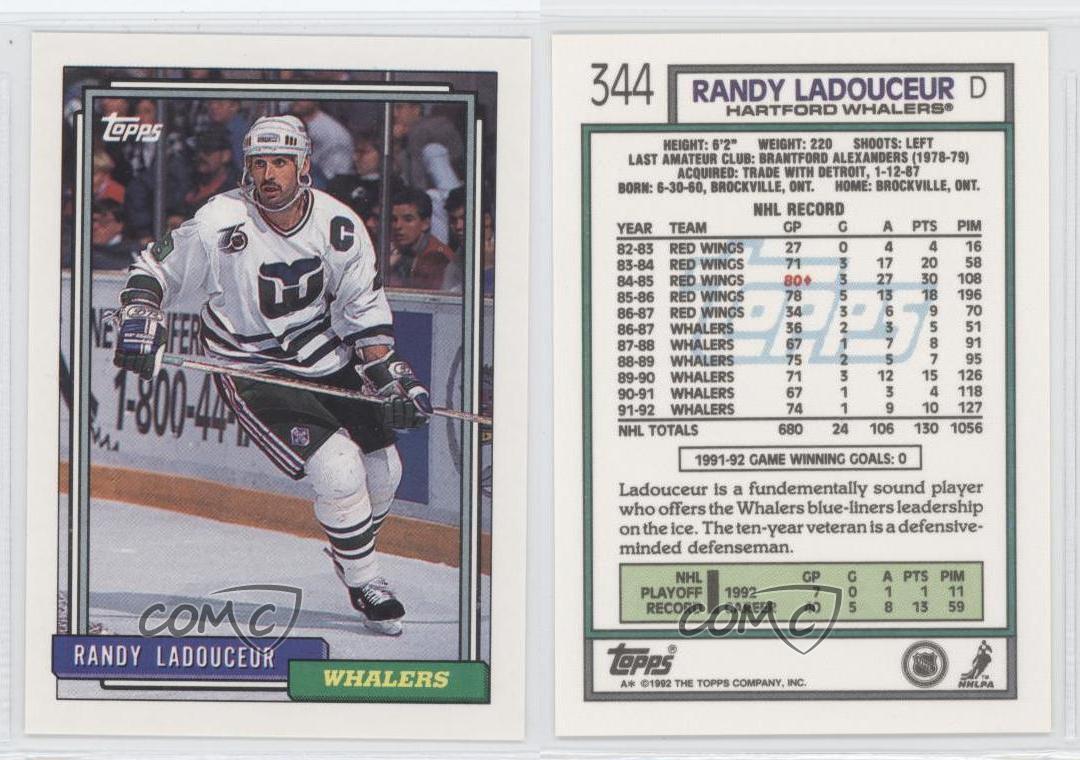 Topps
75
C
NEW
IFFER
1-800-44-
RANDY LADOUCEUR
WHALERS
COMC
344
RANDY LADOUCEUR D
HARTFORD WHALERS®
HEIGHT: 6'2" WEIGHT: 220 SHOOTS: LEFT
LAST AMATEUR CLUB: BRANTFORD ALEXANDERS (1978-79)
ACQUIRED: TRADE WITH DETROIT, 1-12-87
BORN: 6-30-60, BROCKVILLE, ONT. HOME: BROCKVILLE, ONT.
NHL RECORD
YEAR TEAM GP G A PTS PIM
82-83 RED WINGS 27 0 4 4 16
83-84 RED WINGS 71 3 17 20 58
84-85 RED WINGS 80♦ 3 27 30 108
85-86 RED WINGS 78 5 13 18 196
86-87 RED WINGS 34 3 6 9 70
86-87 WHALERS 36 2 3 5 51
87-88 WHALERS 67 1 7 8 91
88-89 WHALERS 75 2 5 7 95
89-90 WHALERS 71 3 12 15 126
90-91 WHALERS 67 1 3 4 118
91-92 WHALERS 74 1 9 10 127
NHL TOTALS 680 24 106 130 1056
Topps
1991-92 GAME WINNING GOALS: 0
Ladouceur is a fundementally sound player
who offers the Whalers blue-liners leadership
on the ice. The ten-year veteran is a defensive-
minded defenseman.
NHL GP G A PTS PIM
PLAYOFF 1992 7 0 1 1 11
RECORD CAREER 40 5 8 13 59
COMC
Topps®
A* ©1992 THE TOPPS COMPANY, INC.
NHL
NHLPA
TM